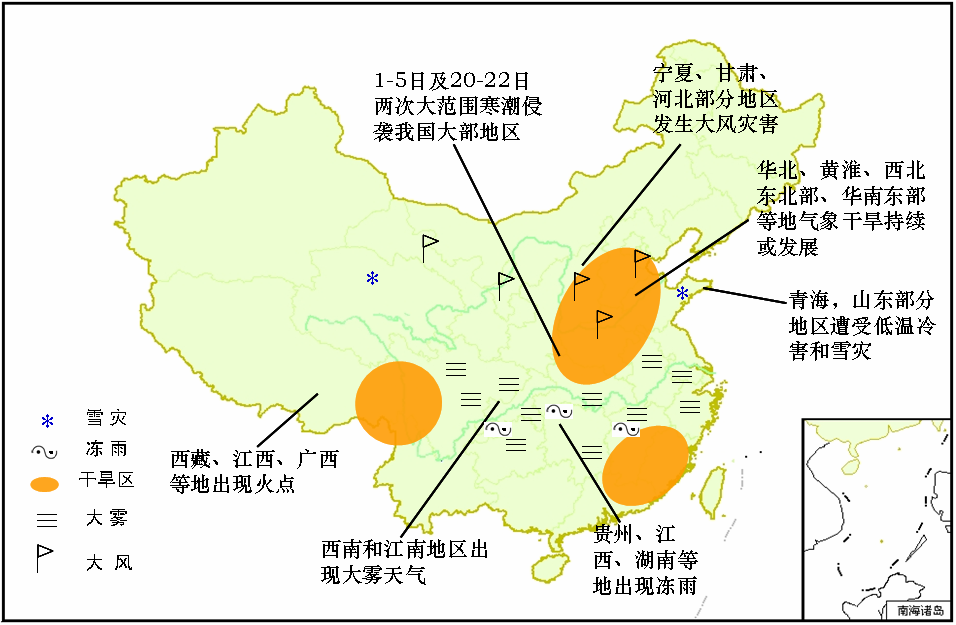 1-5日及20-22日
两次大范围寒潮侵
袭我国大部地区
宁夏、甘肃、
河北部分地区
发生大风灾害
华北、黄淮、西北
东北部、华南东部
等地气象干旱持续
或发展
青海，山东部分
地区遭受低温冷
害和雪灾
西藏、江西、广西
等地出现火点
西南和江南地区出
现大雾天气
贵州、江
西、湖南等
地出现冻雨
雪灾
冻雨
干旱区
大雾
大风
南海诸岛